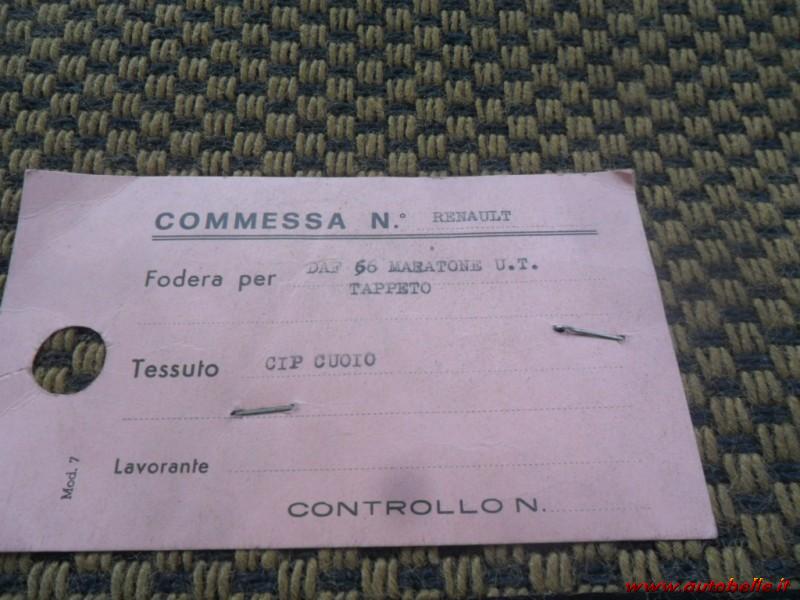 COMMESSA N.° RENAULT
Fodera per DAF 66 MARATONE U.T.
TAPPETO
Tessuto CIP CUOIO
Lavorante
Mod. 7
CONTROLLO N.
www.autobelle.it